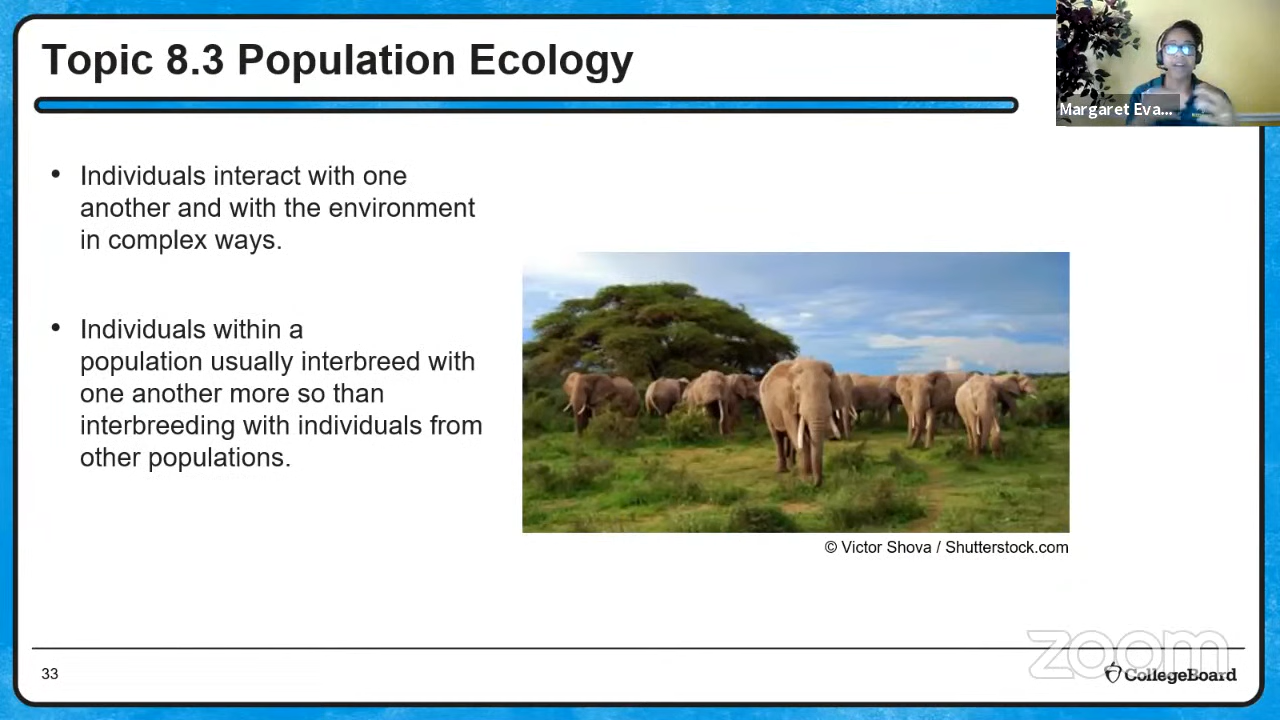 Topic 8.3 Population Ecology
Margaret Eva...
• Individuals interact with one
another and with the environment
in complex ways.
• Individuals within a
population usually interbreed with
one another more so than
interbreeding with individuals from
other populations.
© Victor Shova / Shutterstock.com
zoom
33
CollegeBoard